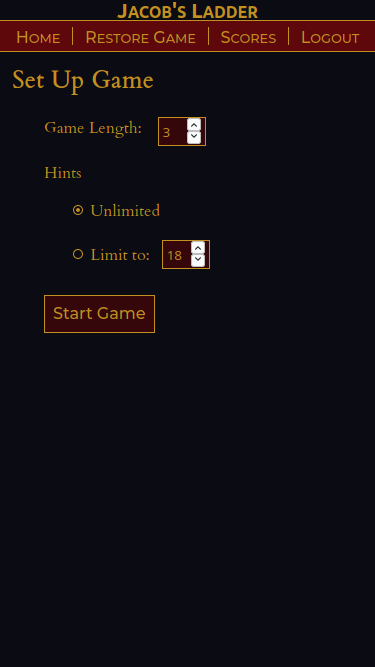 Jacob's Ladder
Home Restore Game Scores Logout
Set Up Game
Game Length: 3
Hints
Unlimited
Limit to: 18
Start Game